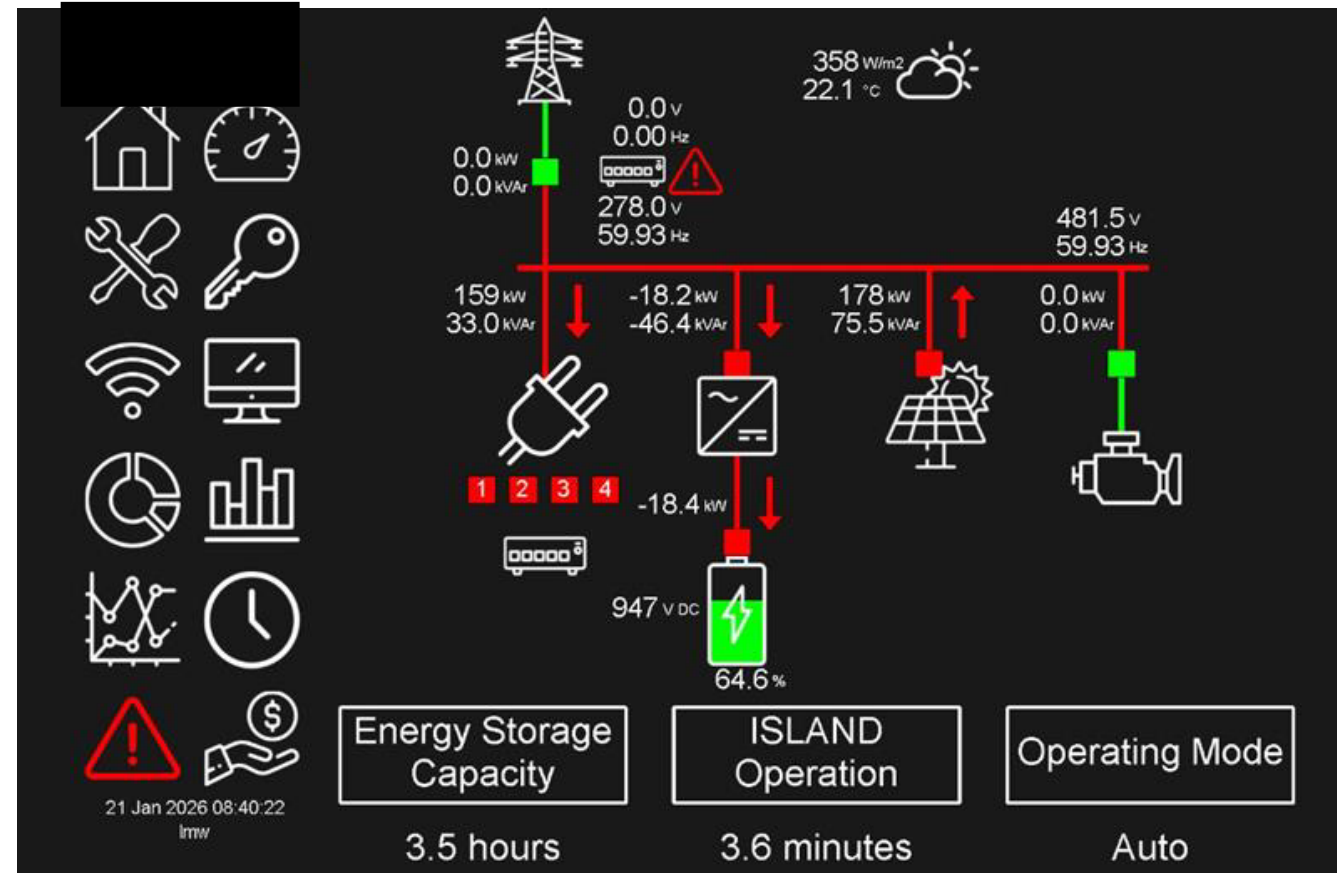 358 W/m2
22.1 °C
0.0 V
0.00 Hz
0.0 kW
0.0 kVAr
278.0 V
59.93 Hz
481.5 V
59.93 Hz
159 kW
33.0 kVAr
-18.2 kW
-46.4 kVAr
178 kW
75.5 kVAr
0.0 kW
0.0 kVAr
1 2 3 4
-18.4 kW
947 V DC
64.6 %
Energy Storage
Capacity
3.5 hours
ISLAND
Operation
3.6 minutes
Operating Mode
Auto
21 Jan 2026 08:40:22
lmw